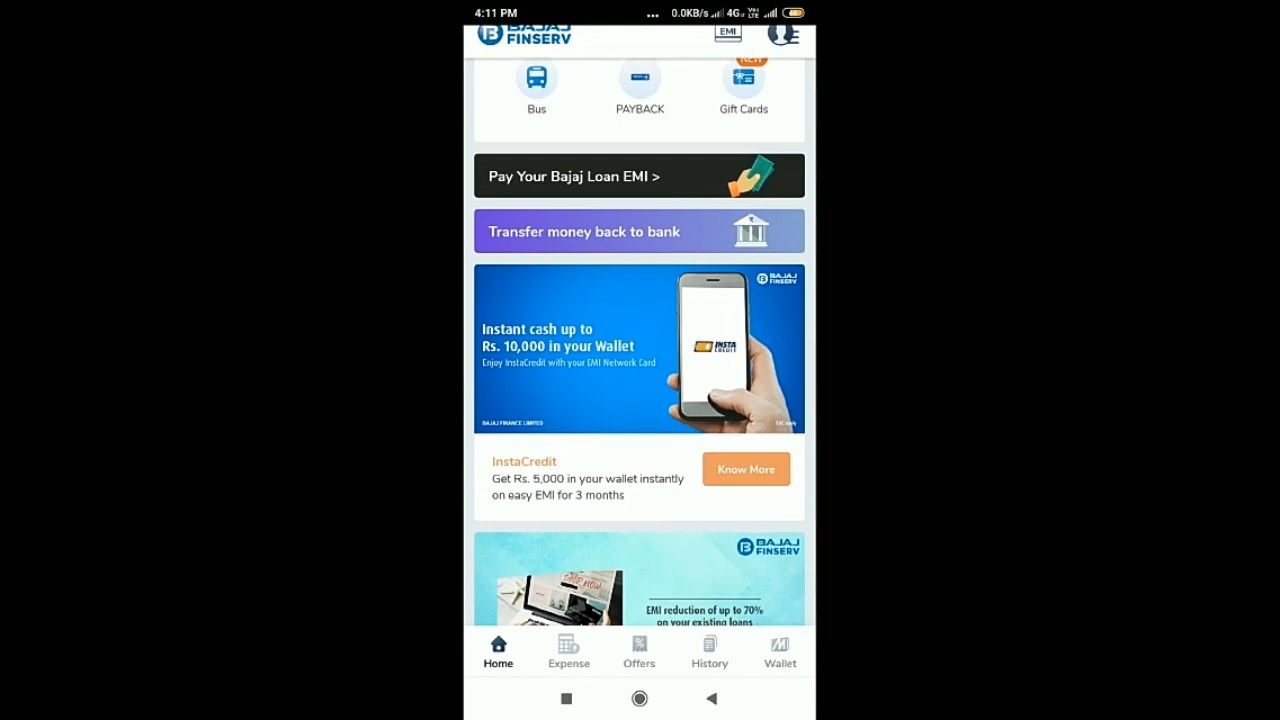 4:11 PM ... 0.0KB/s 4G Vo LTE
BAJAJ
FINSERV
EMI
NEW
Bus PAYBACK Gift Cards
Pay Your Bajaj Loan EMI >
Transfer money back to bank
BAJAJ
FINSERV
Instant cash up to
Rs. 10,000 in your Wallet
Enjoy InstaCredit with your EMI Network Card
INSTA
CREDIT
BAJAJ FINANCE LIMITED
InstaCredit
Get Rs. 5,000 in your wallet instantly
on easy EMI for 3 months
Know More
BAJAJ
FINSERV
SHOP NOW
EMI reduction of up to 70%
on your existing loans
Home Expense Offers History Wallet